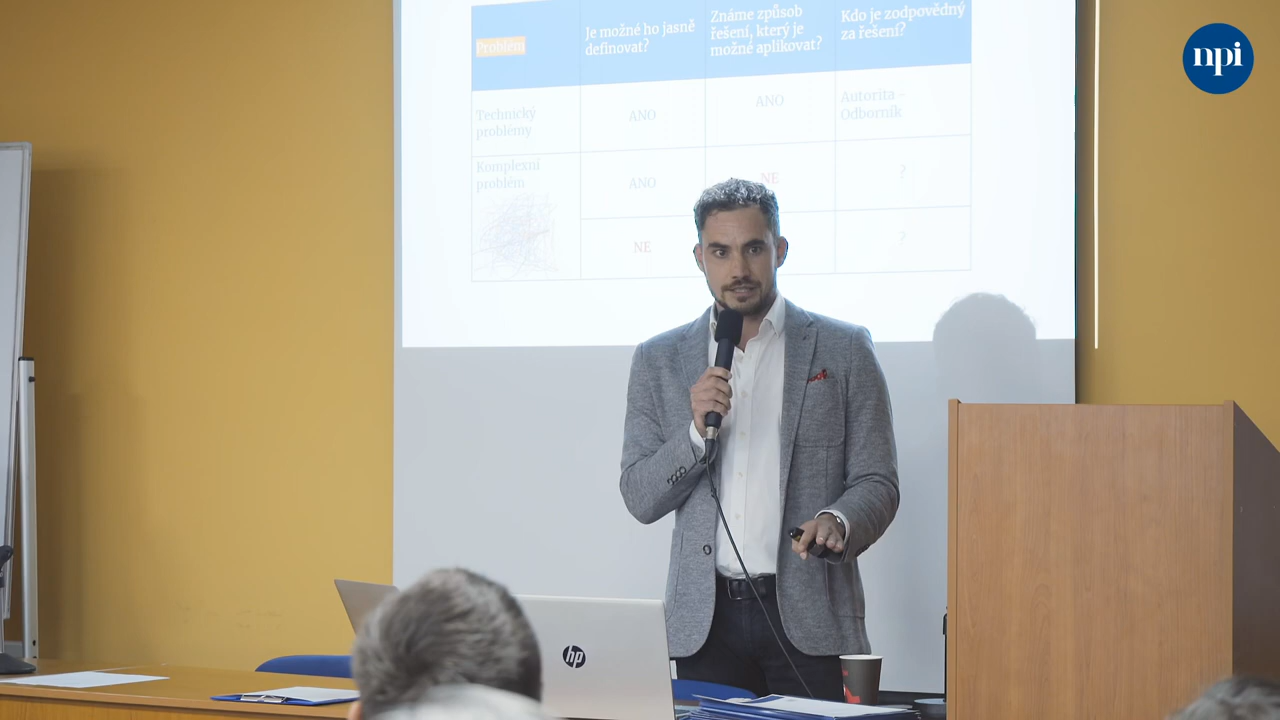 npi
Problém
Je možné ho jasně
definovat?
Známe způsob
řešení, který je
možné aplikovat?
Kdo je zodpovědný
za řešení?
Technický
problémy
ANO
ANO
Autorita -
Odborník
Komplexní
problém
ANO
NE
?
NE
?
hp